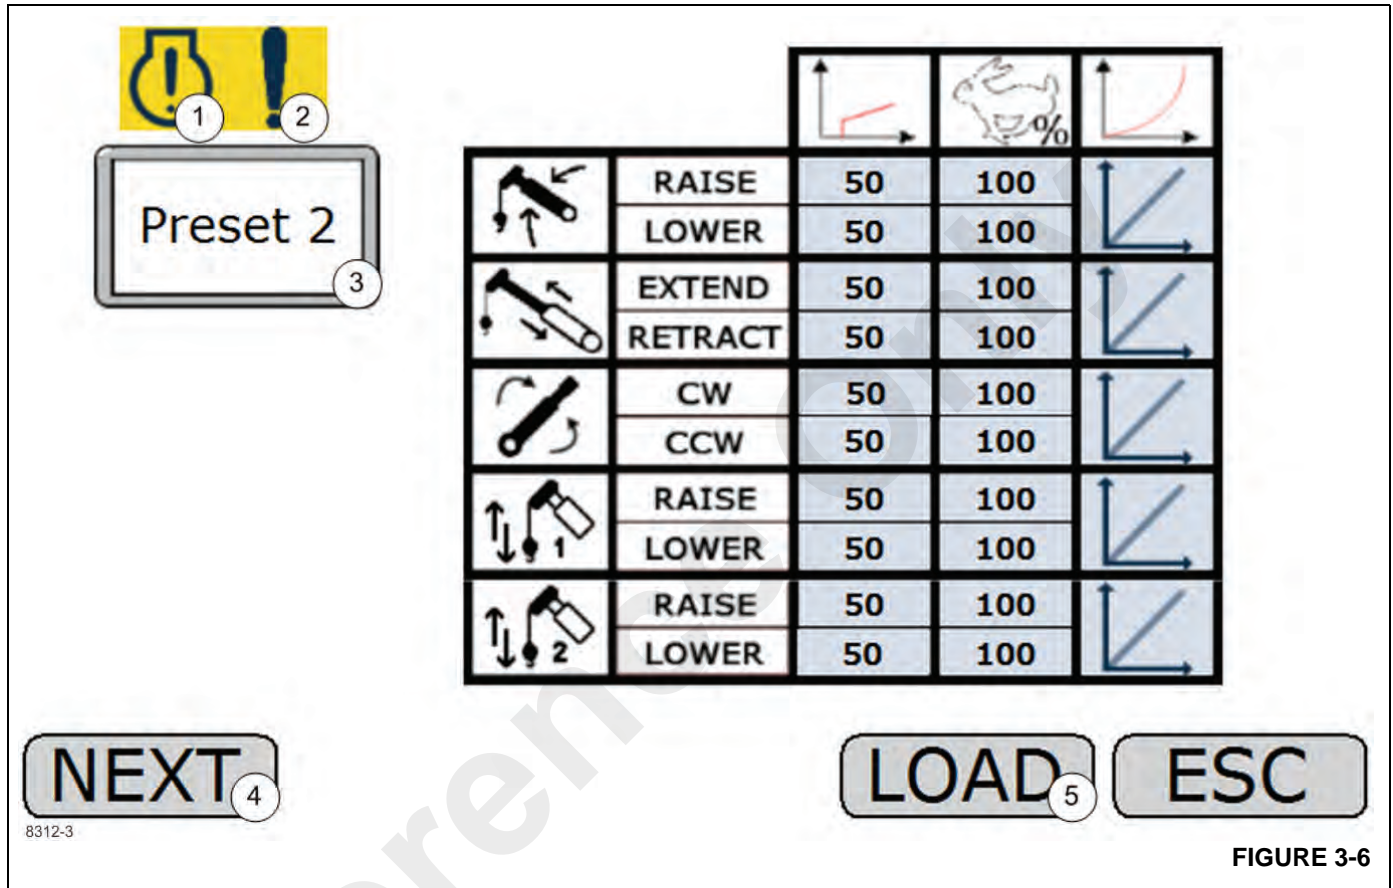 1 2
Preset 2
3
%
RAISE 50 100
LOWER 50 100
EXTEND 50 100
RETRACT 50 100
CW 50 100
CCW 50 100
1
RAISE 50 100
LOWER 50 100
2
RAISE 50 100
LOWER 50 100
NEXT 4
LOAD 5
ESC
8312-3
FIGURE 3-6
Reference Only